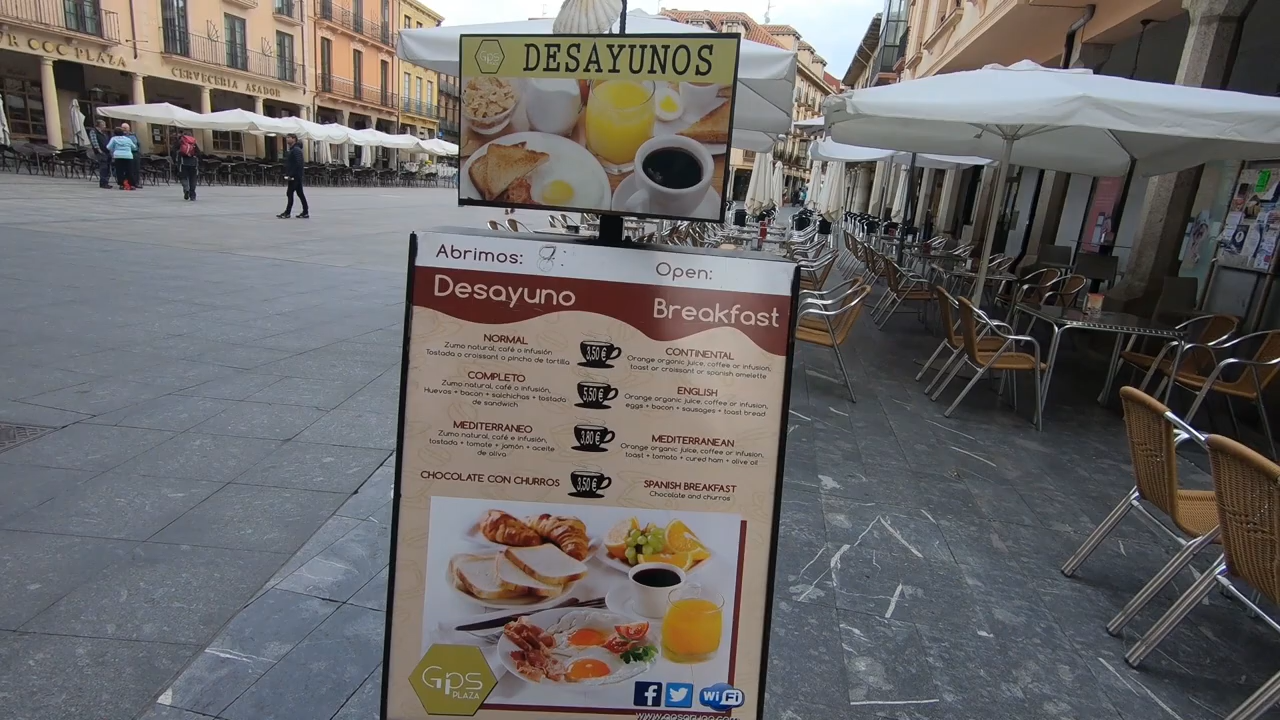 DESAYUNOS
GPS
R COC PLAZA
CERVECERIA ASADOR
Abrimos:
Open:
Desayuno
Breakfast
NORMAL
Zumo natural, café o infusión
Tostada o croissant o pincho de tortilla
3,50 €
CONTINENTAL
Orange organic juice, coffee or infusion,
toast or croissant or spanish omelette
COMPLETO
Zumo natural, café o infusión,
Huevos + bacon + salchichas + tostada
de sandwich
5,50 €
ENGLISH
Orange organic juice, coffee or infusion,
eggs + bacon + sausages + toast bread
MEDITERRANEO
Zumo natural, café e infusión,
tostada + tomate + jamón + aceite
de oliva
3,80 €
MEDITERRANEAN
Orange organic juice, coffee or infusion,
toast + tomato + cured ham + olive oil
CHOCOLATE CON CHURROS
3,50 €
SPANISH BREAKFAST
Chocolate and churros
Gps
PLAZA
WiFi